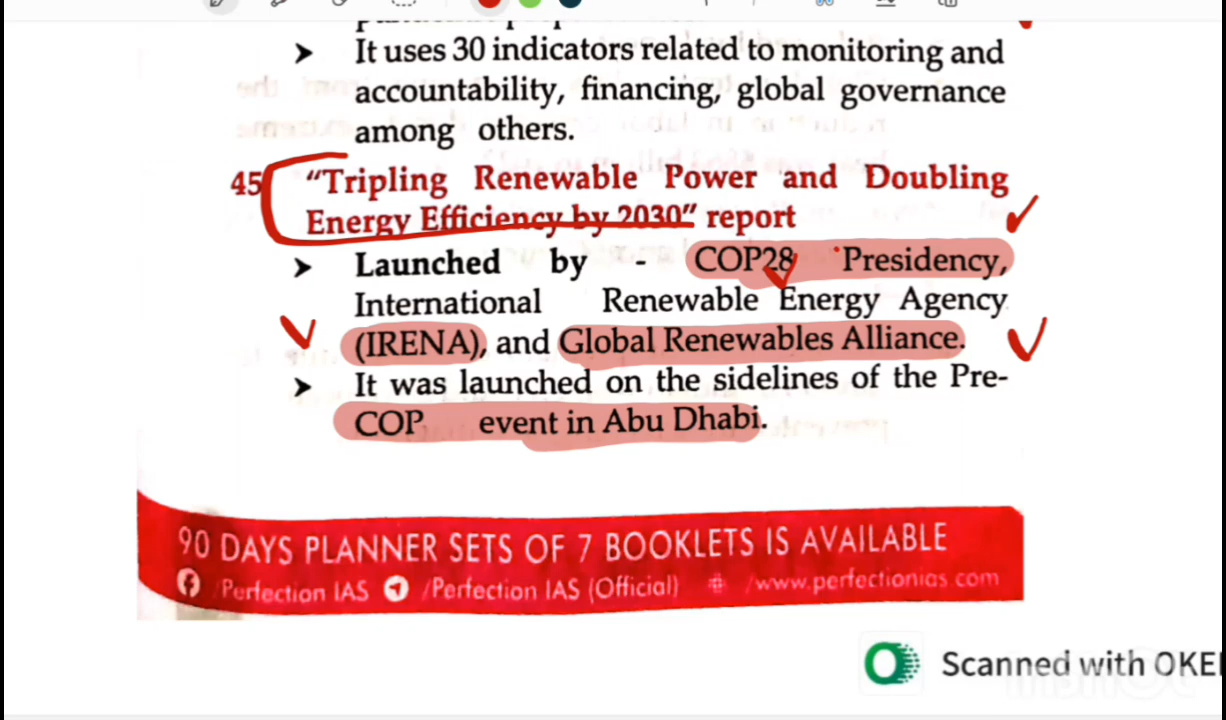 ➤ It uses 30 indicators related to monitoring and
accountability, financing, global governance
among others.
45 "Tripling Renewable Power and Doubling
Energy Efficiency by 2030" report
➤ Launched by - COP28 Presidency,
International Renewable Energy Agency
(IRENA), and Global Renewables Alliance.
➤ It was launched on the sidelines of the Pre-
COP event in Abu Dhabi.
90 DAYS PLANNER SETS OF 7 BOOKLETS IS AVAILABLE
/Perfection IAS /Perfection IAS (Official) /www.perfectionias.com
Scanned with OKEN